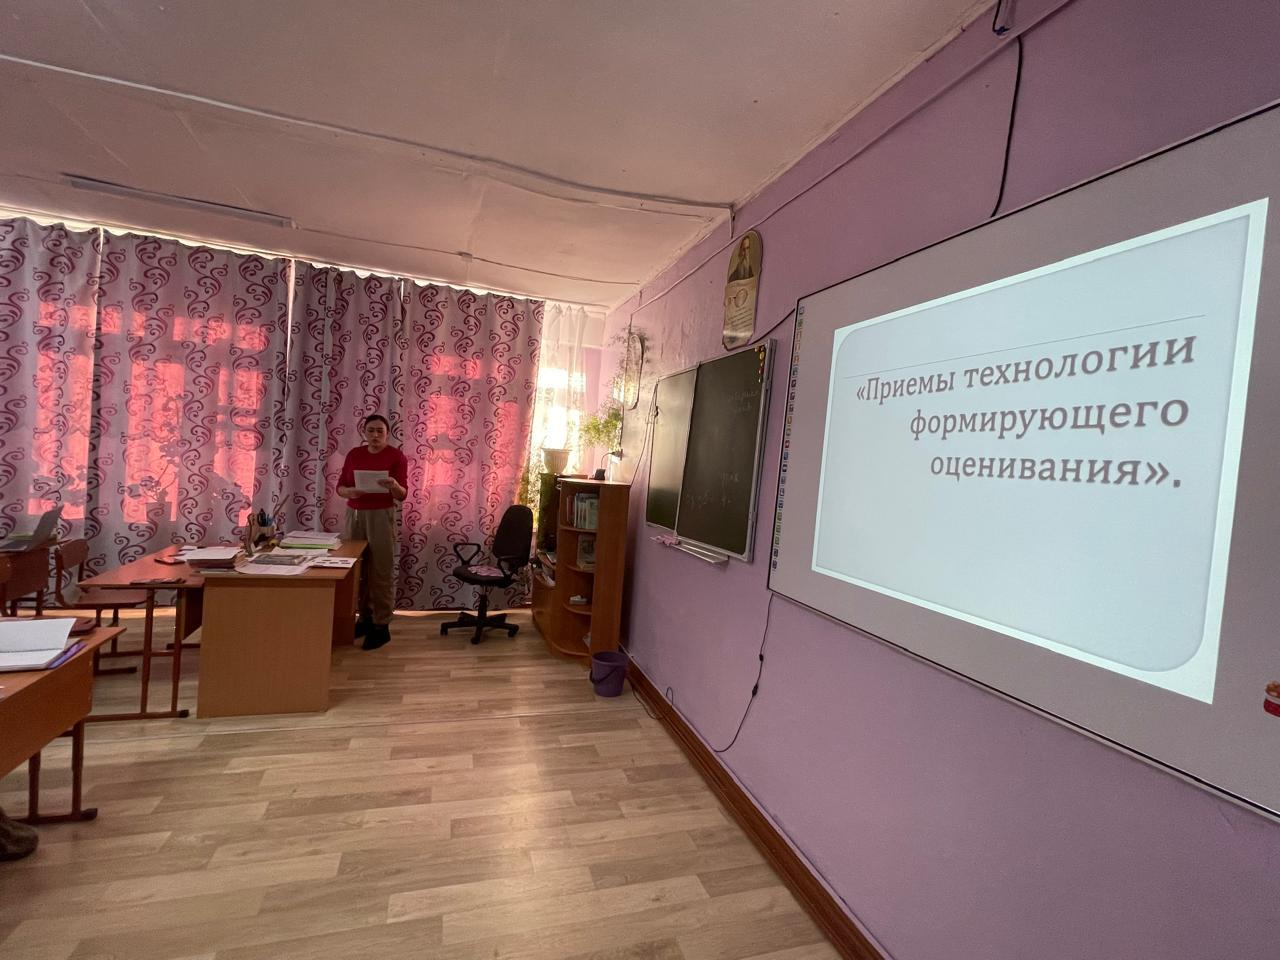 «Приемы технологии
формирующего
оценивания».